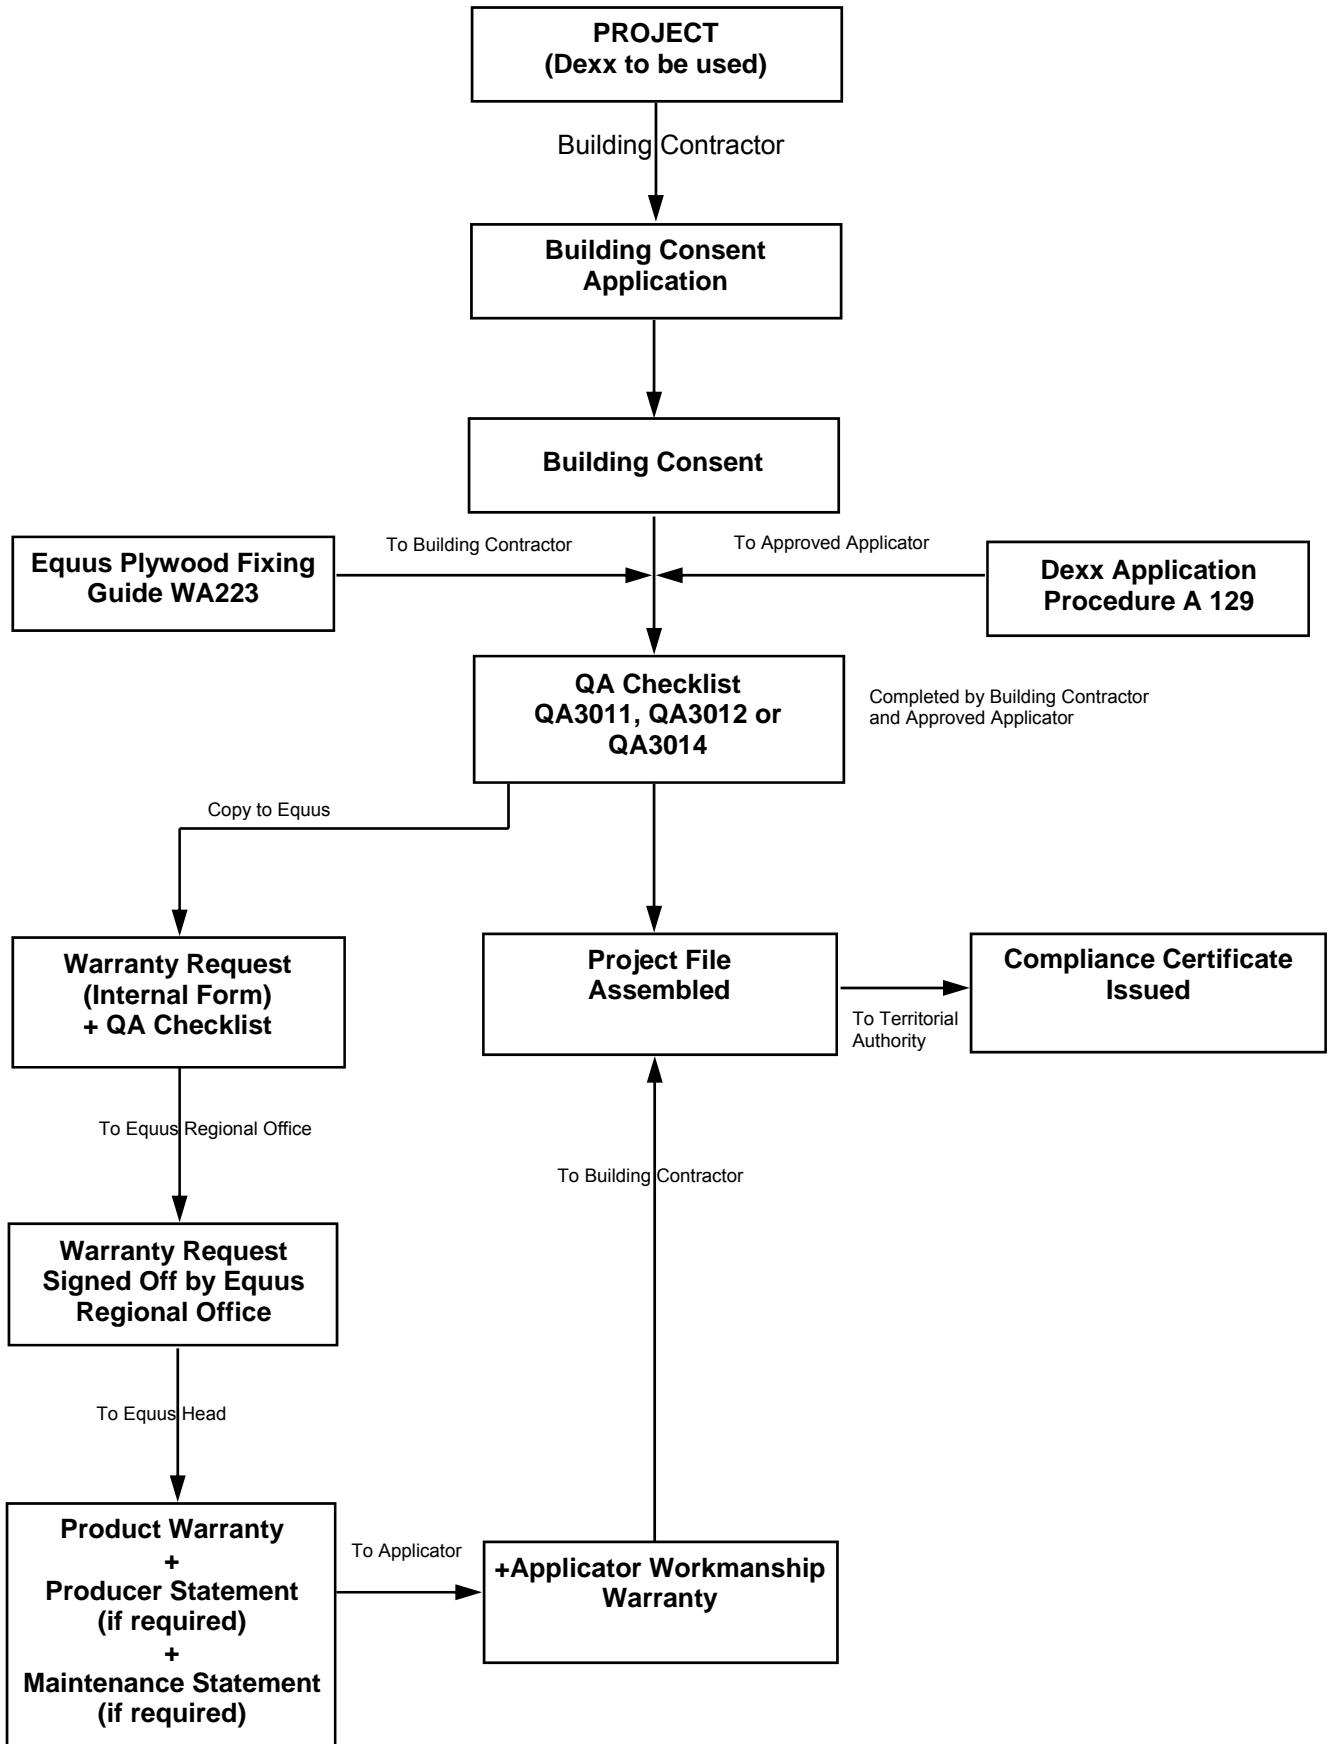 PROJECT
(Dexx to be used)
Building Contractor
Building Consent
Application
Building Consent
To Building Contractor
To Approved Applicator
Equus Plywood Fixing
Guide WA223
Dexx Application
Procedure A 129
QA Checklist
QA3011, QA3012 or
QA3014
Completed by Building Contractor
and Approved Applicator
Copy to Equus
Warranty Request
(Internal Form)
+ QA Checklist
Project File
Assembled
To Territorial
Authority
Compliance Certificate
Issued
To Equus Regional Office
To Building Contractor
Warranty Request
Signed Off by Equus
Regional Office
To Equus Head
Product Warranty
+
Producer Statement
(if required)
+
Maintenance Statement
(if required)
To Applicator
+Applicator Workmanship
Warranty